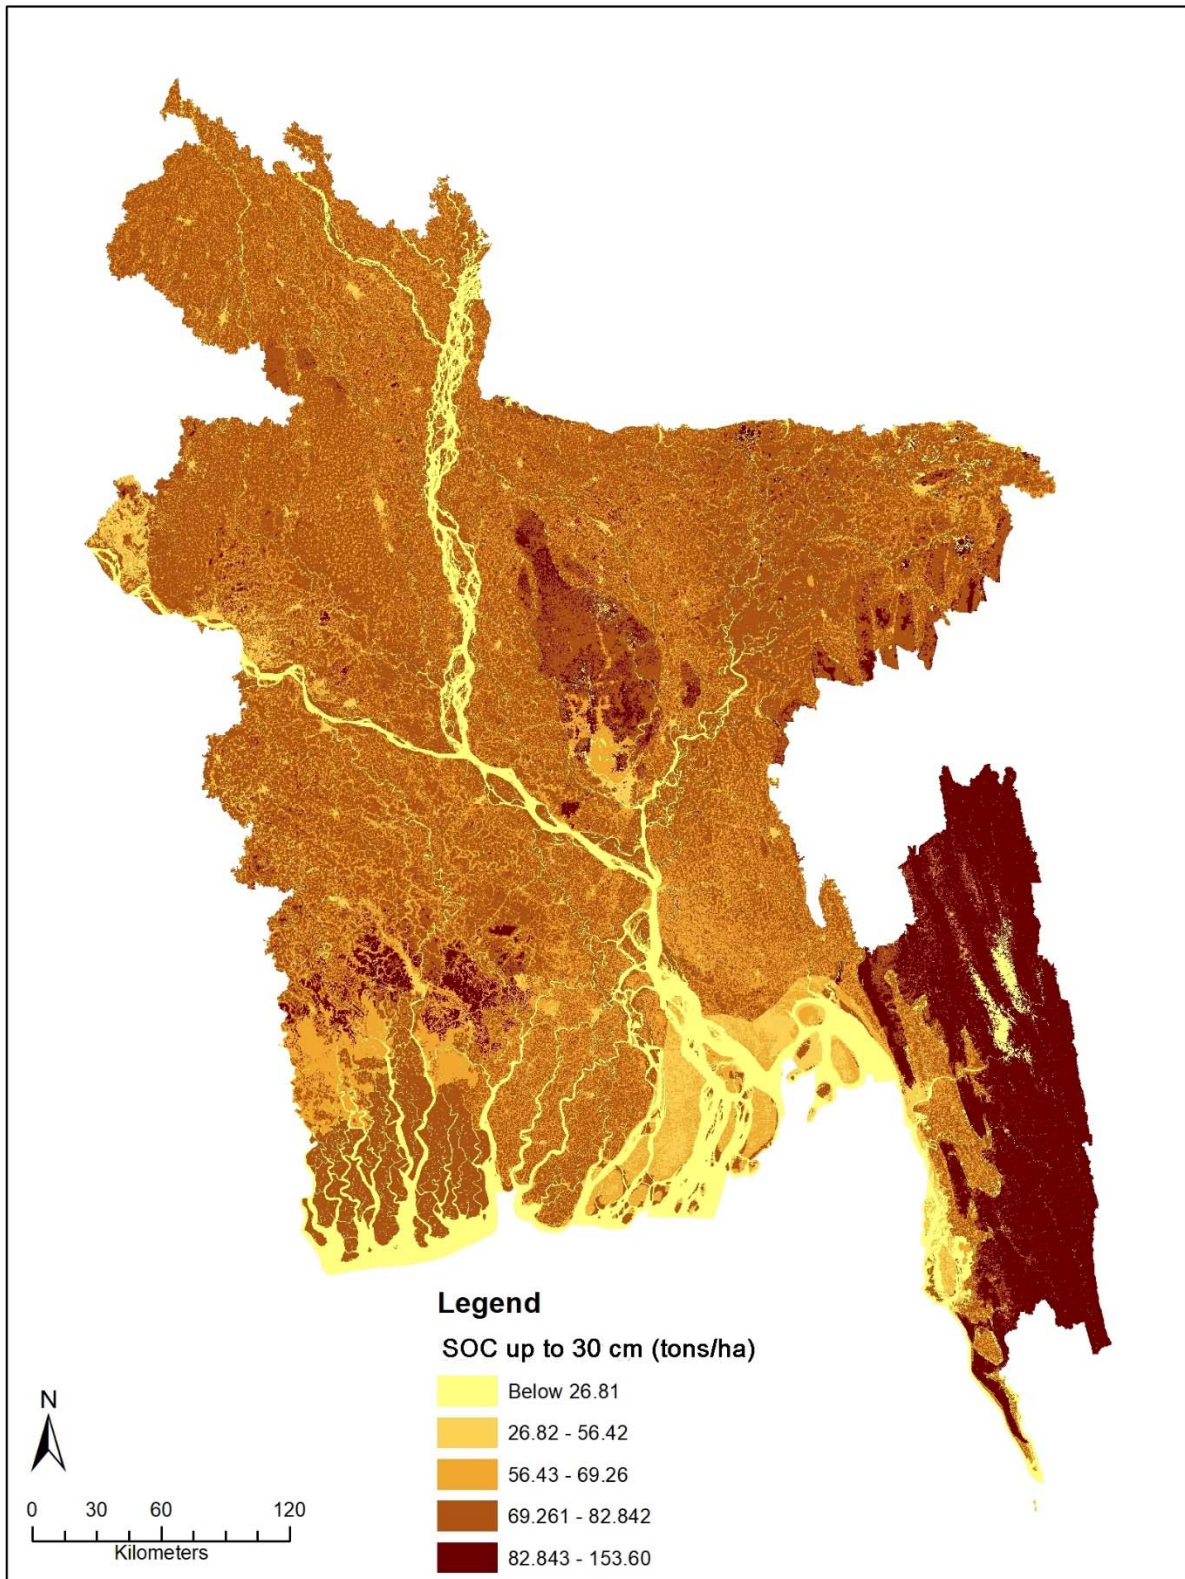 Legend
SOC up to 30 cm (tons/ha)
Below 26.81
26.82 - 56.42
56.43 - 69.26
69.261 - 82.842
82.843 - 153.60
N
0 30 60 120
Kilometers